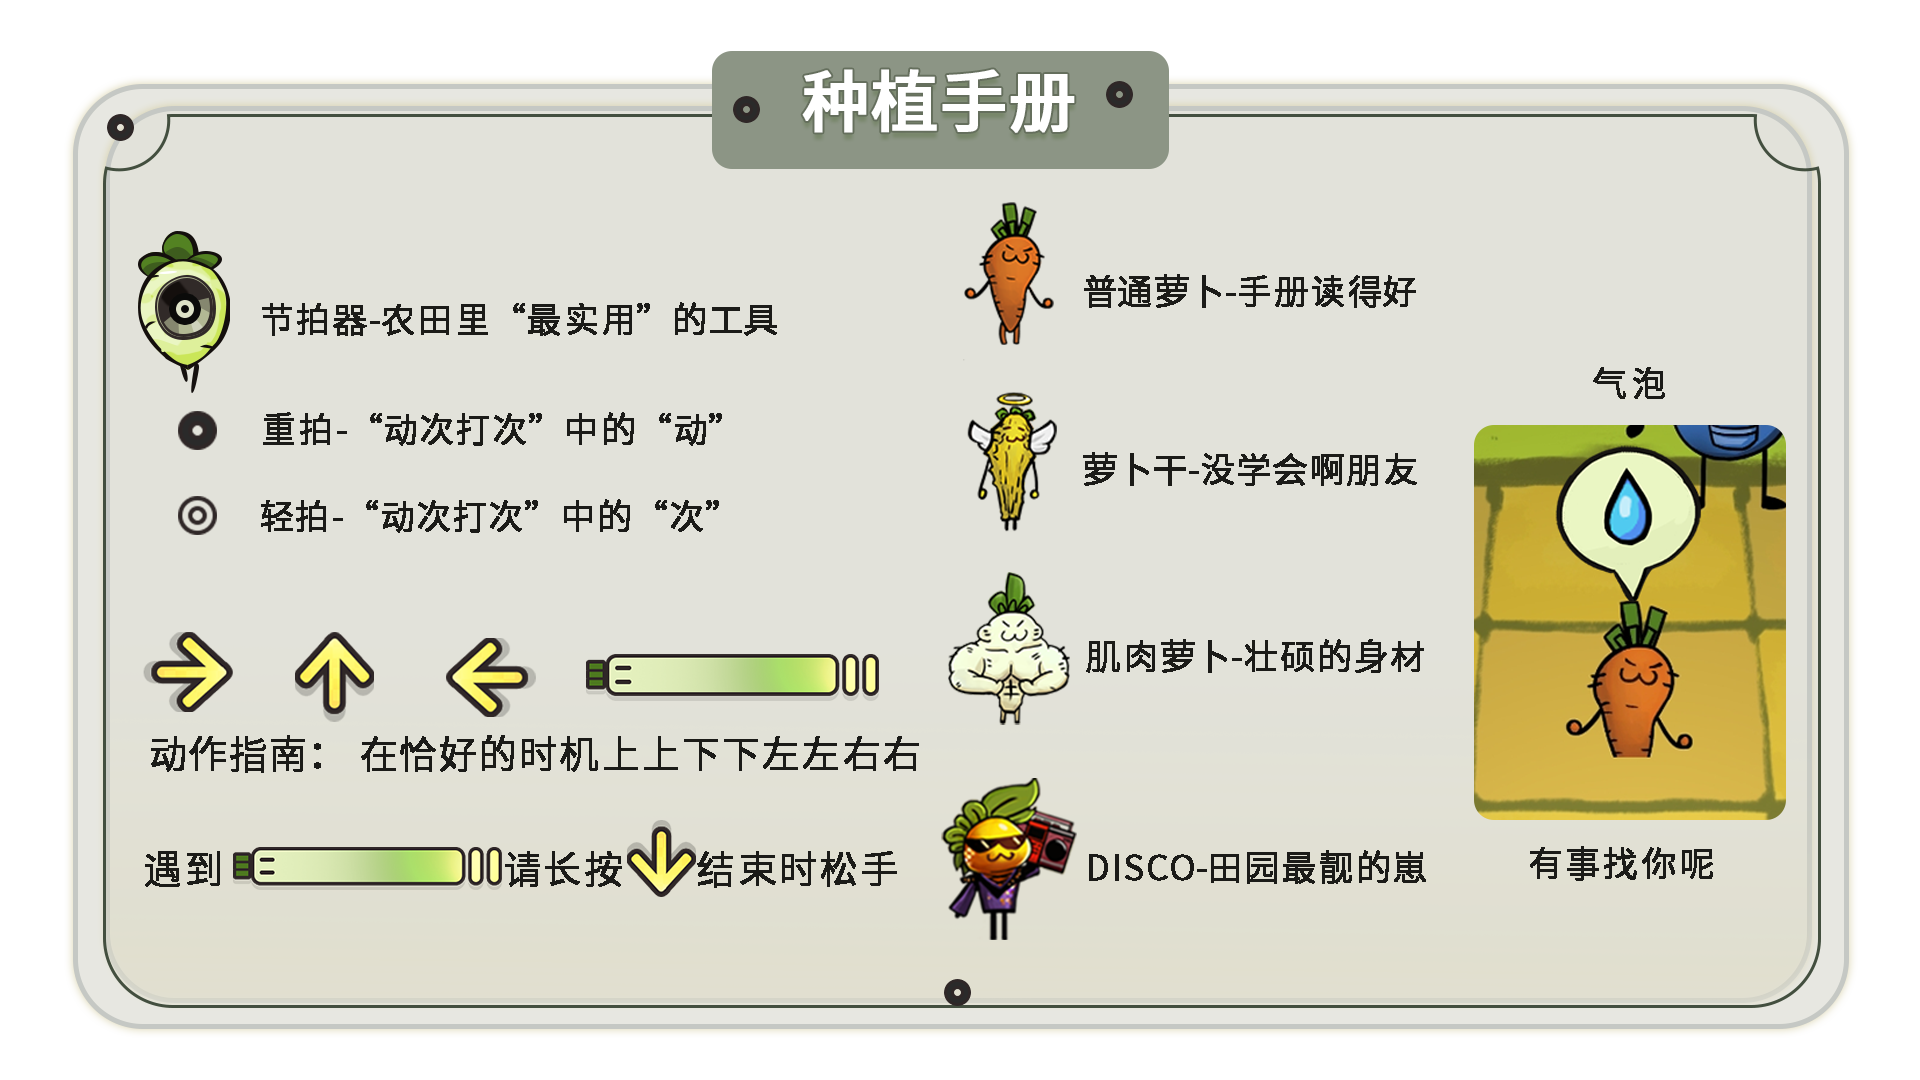 种植手册
节拍器-农田里“最实用”的工具
重拍-“动次打次”中的“动”
轻拍-“动次打次”中的“次”
动作指南： 在恰好的时机上上下下左左右右
遇到 请长按 结束时松手
普通萝卜-手册读得好
萝卜干-没学会啊朋友
肌肉萝卜-壮硕的身材
DISCO-田园最靓的崽
气泡
有事找你呢